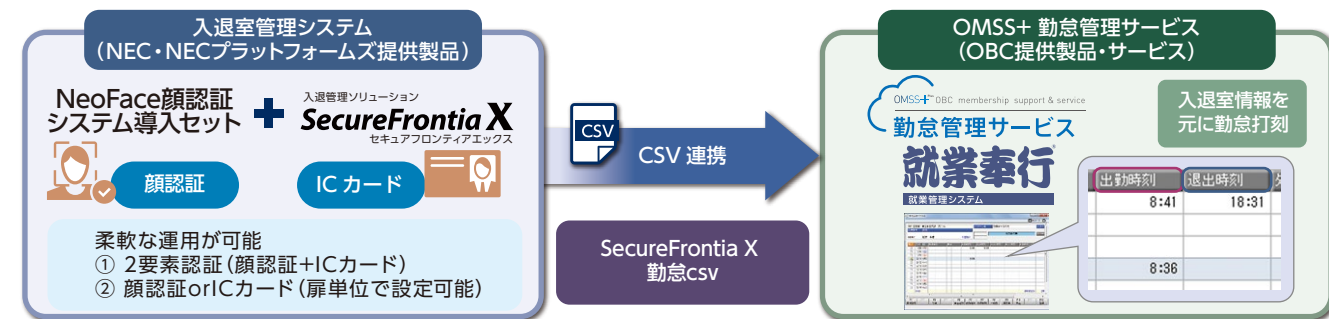 入退室管理システム
（NEC・NECプラットフォームズ提供製品）
NeoFace顔認証
システム導入セット
+
入退管理ソリューション
SecureFrontia X
セキュアフロンティアエックス
顔認証
IC カード
柔軟な運用が可能
① 2要素認証（顔認証+ICカード）
② 顔認証orICカード（扉単位で設定可能）
CSV
CSV 連携
SecureFrontia X
勤怠csv
OMSS+ 勤怠管理サービス
（OBC提供製品・サービス）
OMSS+ OBC membership support & service
勤怠管理サービス
就業奉行
就業管理システム
入退室情報を
元に勤怠打刻
出勤時刻 退出時刻
8:41 18:31
8:36